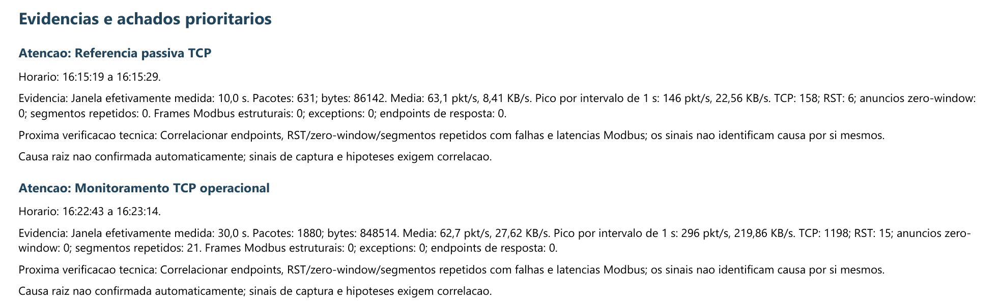 Evidencias e achados prioritarios
Atencao: Referencia passiva TCP
Horario: 16:15:19 a 16:15:29.
Evidencia: Janela efetivamente medida: 10,0 s. Pacotes: 631; bytes: 86142. Media: 63,1 pkt/s, 8,41 KB/s. Pico por intervalo de 1 s: 146 pkt/s, 22,56 KB/s. TCP: 158; RST: 6; anuncios zero-window:
0; segmentos repetidos: 0. Frames Modbus estruturais: 0; exceptions: 0; endpoints de resposta: 0.
Proxima verificacao tecnica: Correlacionar endpoints, RST/zero-window/segmentos repetidos com falhas e latencias Modbus; os sinais nao identificam causa por si mesmos.
Causa raiz nao confirmada automaticamente; sinais de captura e hipoteses exigem correlacao.
Atencao: Monitoramento TCP operacional
Horario: 16:22:43 a 16:23:14.
Evidencia: Janela efetivamente medida: 30,0 s. Pacotes: 1880; bytes: 848514. Media: 62,7 pkt/s, 27,62 KB/s. Pico por intervalo de 1 s: 296 pkt/s, 219,86 KB/s. TCP: 1198; RST: 15; anuncios zero-
window: 0; segmentos repetidos: 21. Frames Modbus estruturais: 0; exceptions: 0; endpoints de resposta: 0.
Proxima verificacao tecnica: Correlacionar endpoints, RST/zero-window/segmentos repetidos com falhas e latencias Modbus; os sinais nao identificam causa por si mesmos.
Causa raiz nao confirmada automaticamente; sinais de captura e hipoteses exigem correlacao.